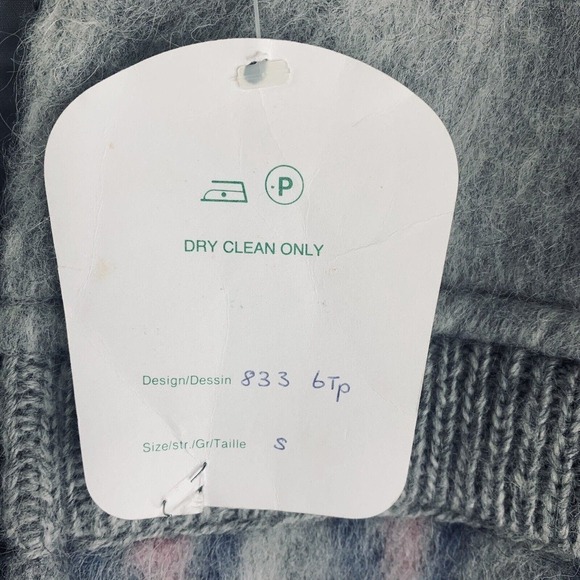 P
DRY CLEAN ONLY
Design/Dessin 833 6Tp
Size/str./Gr/Taille S